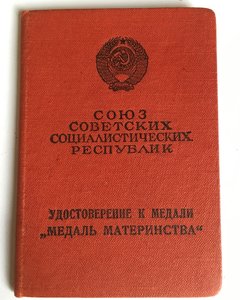 СОЮЗ
СОВЕТСКИХ
СОЦИАЛИСТИЧЕСКИХ
РЕСПУБЛИК
УДОСТОВЕРЕНИЕ К МЕДАЛИ
„МЕДАЛЬ МАТЕРИНСТВА“